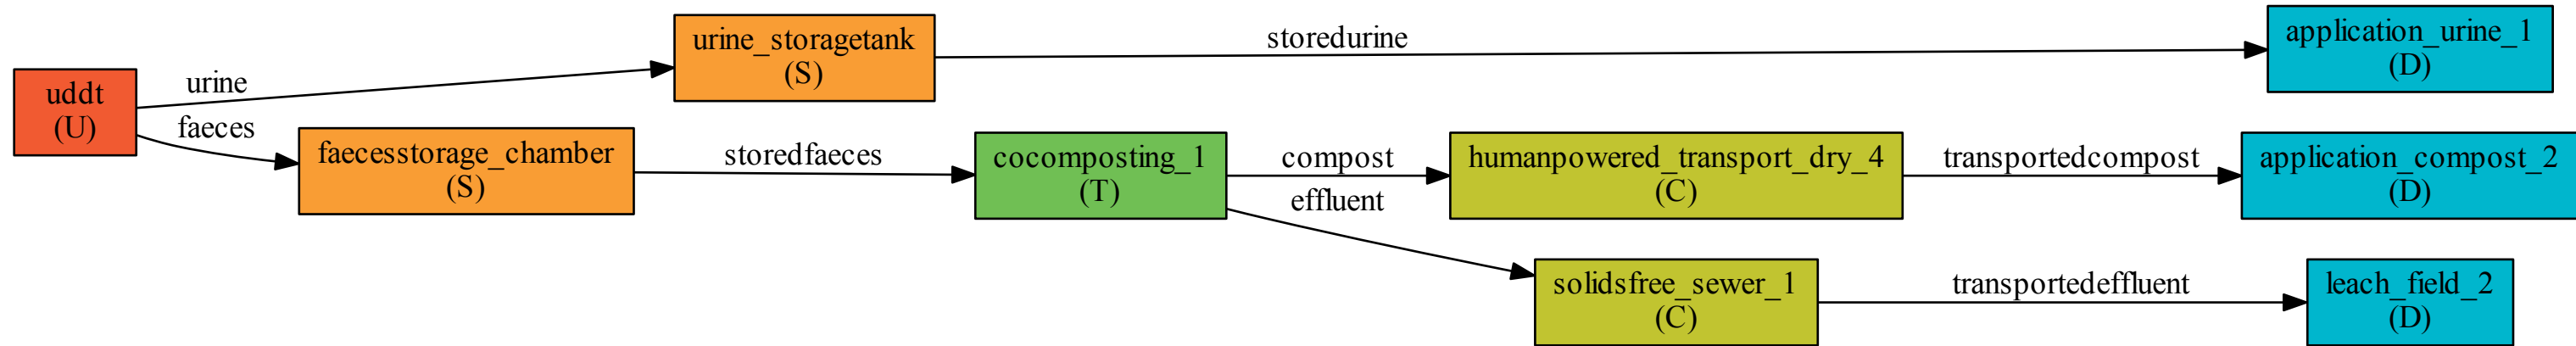 uddt
(U)
urine
faeces
urine_storagetank
(S)
storedurine
application_urine_1
(D)
faecesstorage_chamber
(S)
storedfaeces
cocomposting_1
(T)
compost
effluent
humanpowered_transport_dry_4
(C)
transportedcompost
application_compost_2
(D)
solidsfree_sewer_1
(C)
transportedeffluent
leach_field_2
(D)